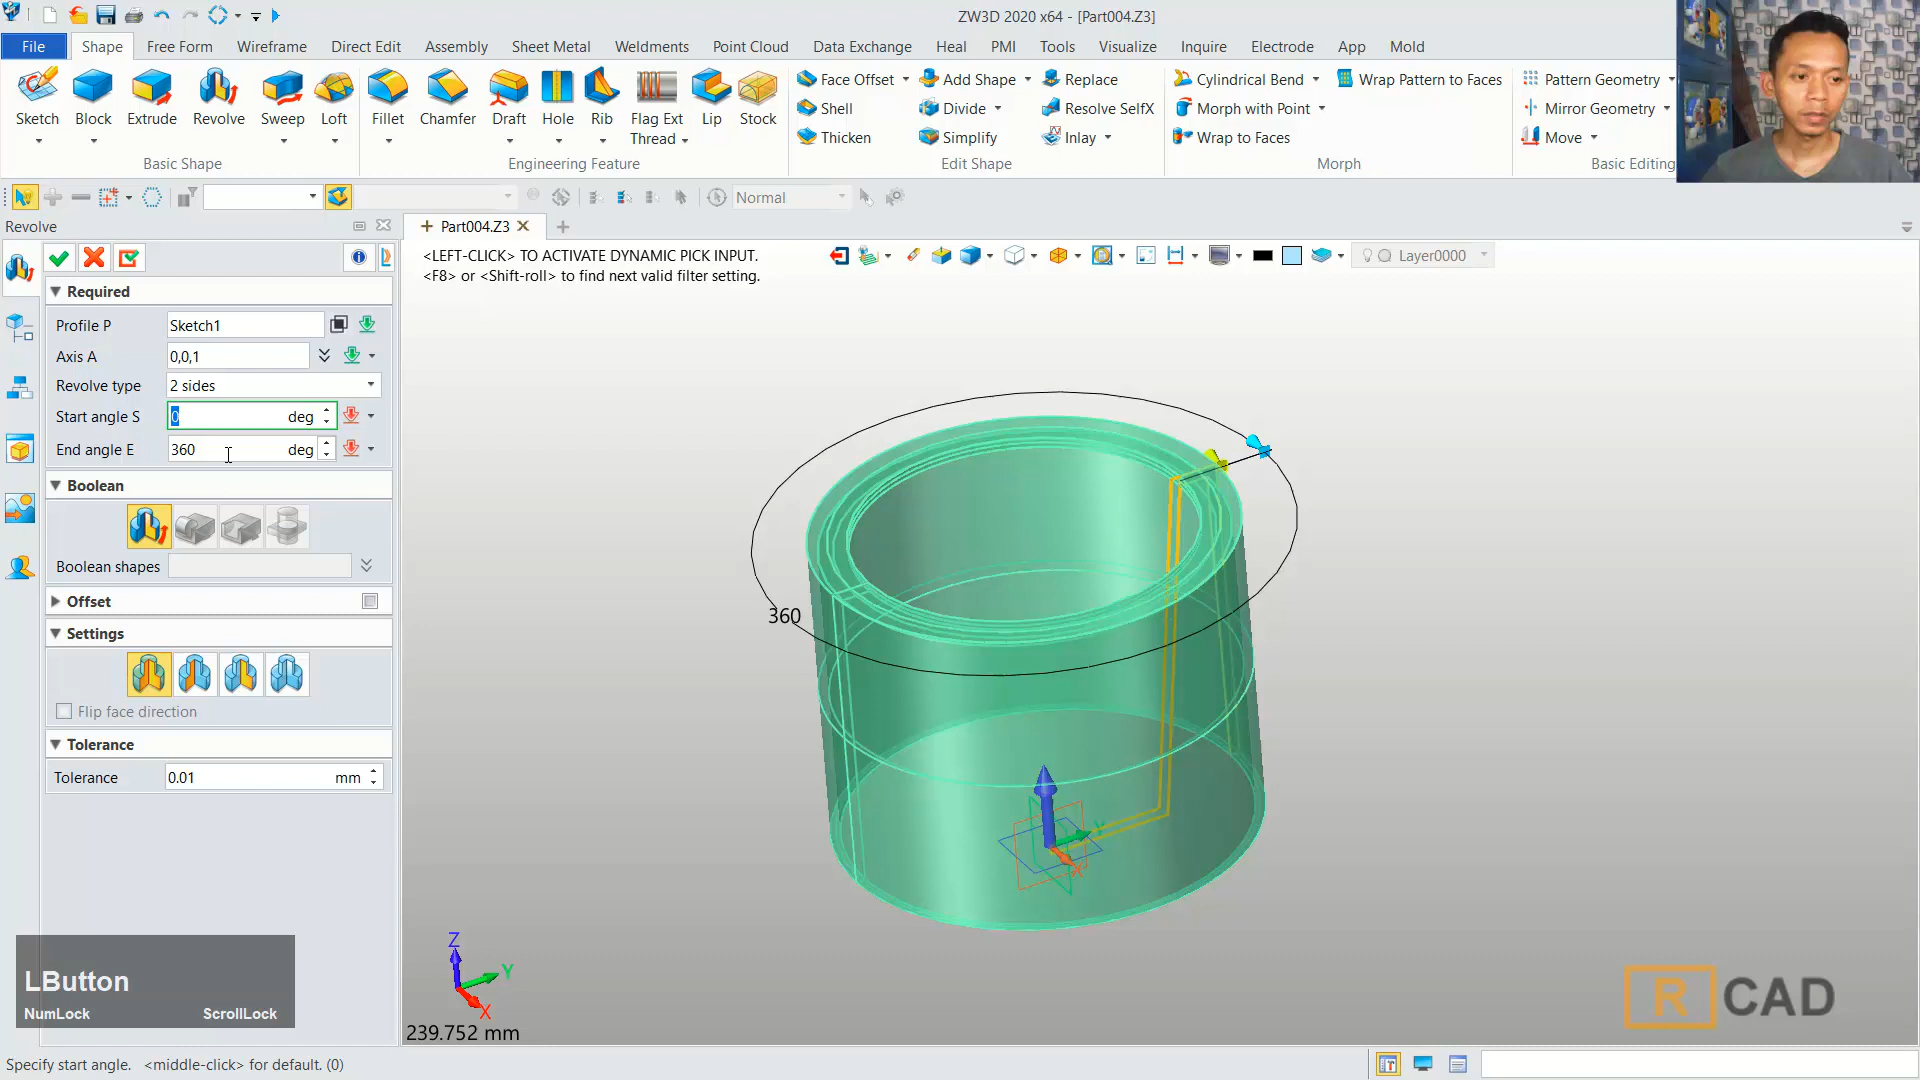 ZW3D 2020 x64 - [Part004.Z3]
File Shape Free Form Wireframe Direct Edit Assembly Sheet Metal Weldments Point Cloud Data Exchange Heal PMI Tools Visualize Inquire Electrode App Mold
Sketch Block Extrude Revolve Sweep Loft Fillet Chamfer Draft Hole Rib Flag Ext Thread Lip Stock
Face Offset Add Shape Replace Cylindrical Bend Wrap Pattern to Faces Pattern Geometry
Shell Divide Resolve SelfX Morph with Point Mirror Geometry
Thicken Simplify Inlay Wrap to Faces Move
Basic Shape Engineering Feature Edit Shape Morph Basic Editing
Normal
Revolve
Part004.Z3
<LEFT-CLICK> TO ACTIVATE DYNAMIC PICK INPUT.
<F8> or <Shift-roll> to find next valid filter setting.
Layer0000
Required
Profile P Sketch1
Axis A 0,0,1
Revolve type 2 sides
Start angle S 0 deg
End angle E 360 deg
Boolean
Boolean shapes
Offset
Settings
Flip face direction
Tolerance
Tolerance 0.01 mm
360
Y
X
Z
Y
X
239.752 mm
LButton
NumLock ScrollLock
R CAD
Specify start angle. <middle-click> for default. (0)